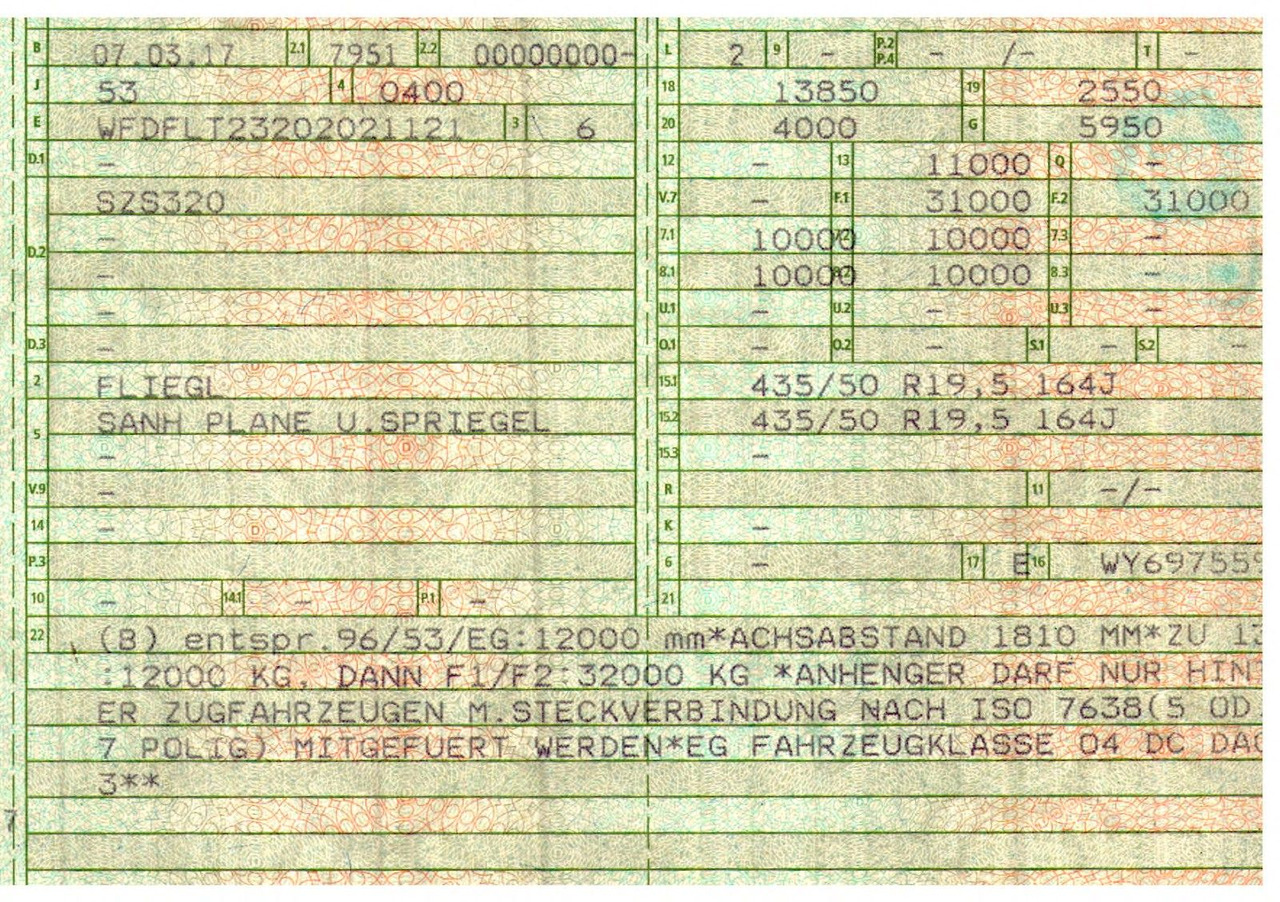 B 07.03.17 2.1 7951 2.2 00000000-
J 53 4 0400
E WFDFLT23202021121 3 6
D.1 -
SZS320
D.2 -
-
-
D.3 -
2 FLIEGL
5 SANH PLANE U.SPRIEGEL
-
V.9 -
14 -
P.3
10 - 14.1 - P.1 -
L 2 9 - P.2 P.4 - /- T -
18 13850 19 2550
20 4000 G 5950
12 - 13 11000 Q -
V.7 - F.1 31000 F.2 31000
7.1 10000 7.2 10000 7.3 -
8.1 10000 8.2 10000 8.3 -
U.1 - U.2 - U.3 -
O.1 - O.2 - S.1 - S.2 -
15.1 435/50 R19,5 164J
15.2 435/50 R19,5 164J
15.3 -
R 11 -/-
K -
6 - 17 E 16 WY697559
21
22 (8) entspr.96/53/EG:12000 mm*ACHSABSTAND 1810 MM*ZU 13
:12000 KG, DANN F1/F2:32000 KG *ANHENGER DARF NUR HINT
ER ZUGFAHRZEUGEN M.STECKVERBINDUNG NACH ISO 7638(5 OD
7 POLIG) MITGEFUERT WERDEN*EG FAHRZEUGKLASSE O4 DC DAC
3**
7